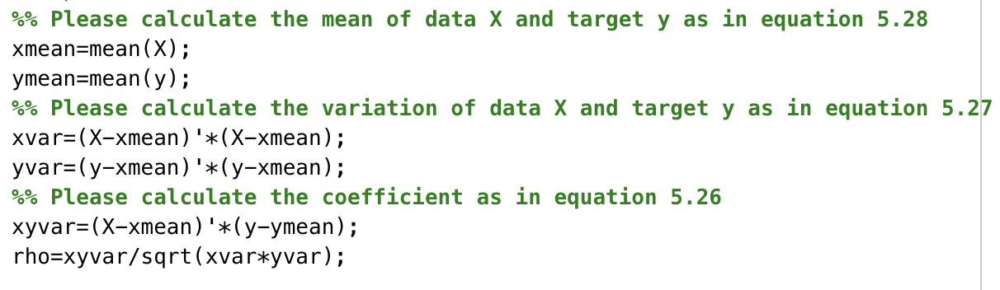 %% Please calculate the mean of data X and target y as in equation 5.28
xmean=mean(X);
ymean=mean(y);
%% Please calculate the variation of data X and target y as in equation 5.27
xvar=(X-xmean)'*(X-xmean);
yvar=(y-xmean)'*(y-xmean);
%% Please calculate the coefficient as in equation 5.26
xyvar=(X-xmean)'*(y-ymean);
rho=xyvar/sqrt(xvar*yvar);